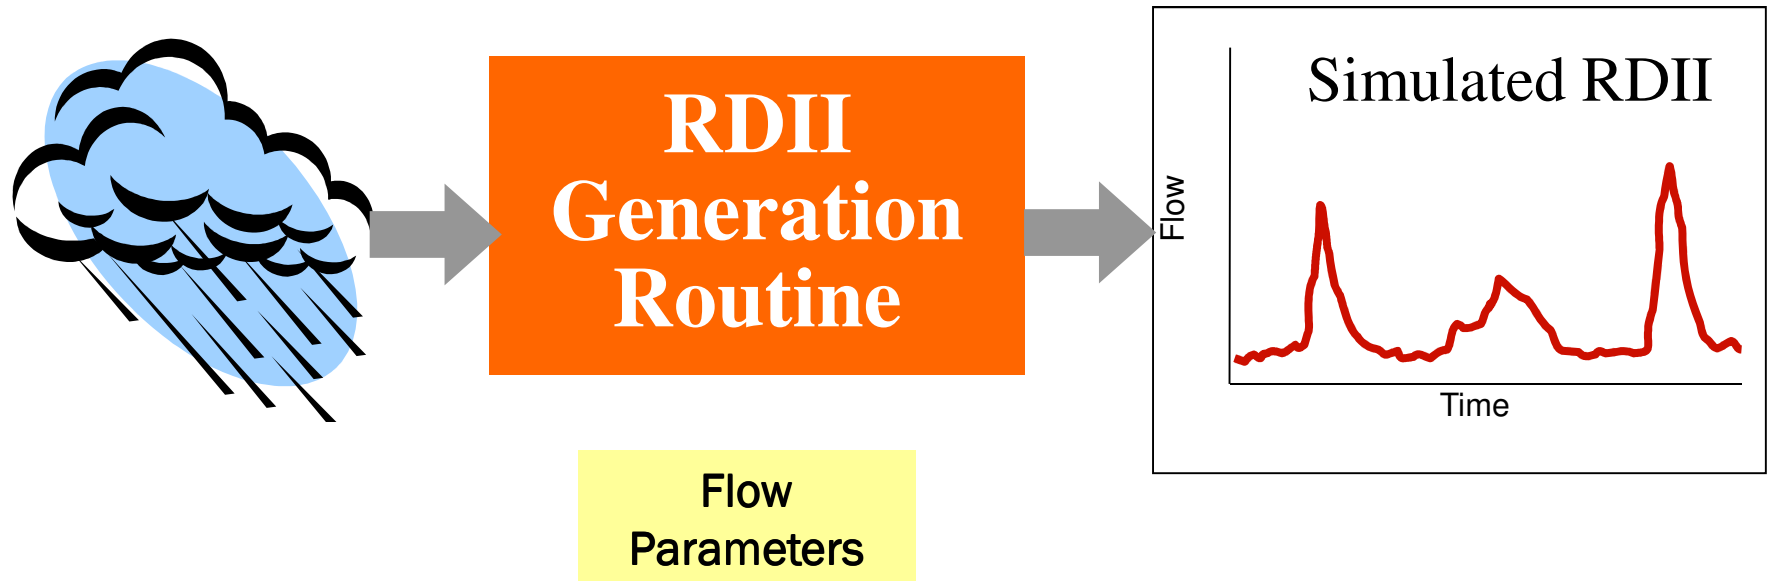 RDII
Generation
Routine
Simulated RDII
Flow
Time
Flow
Parameters